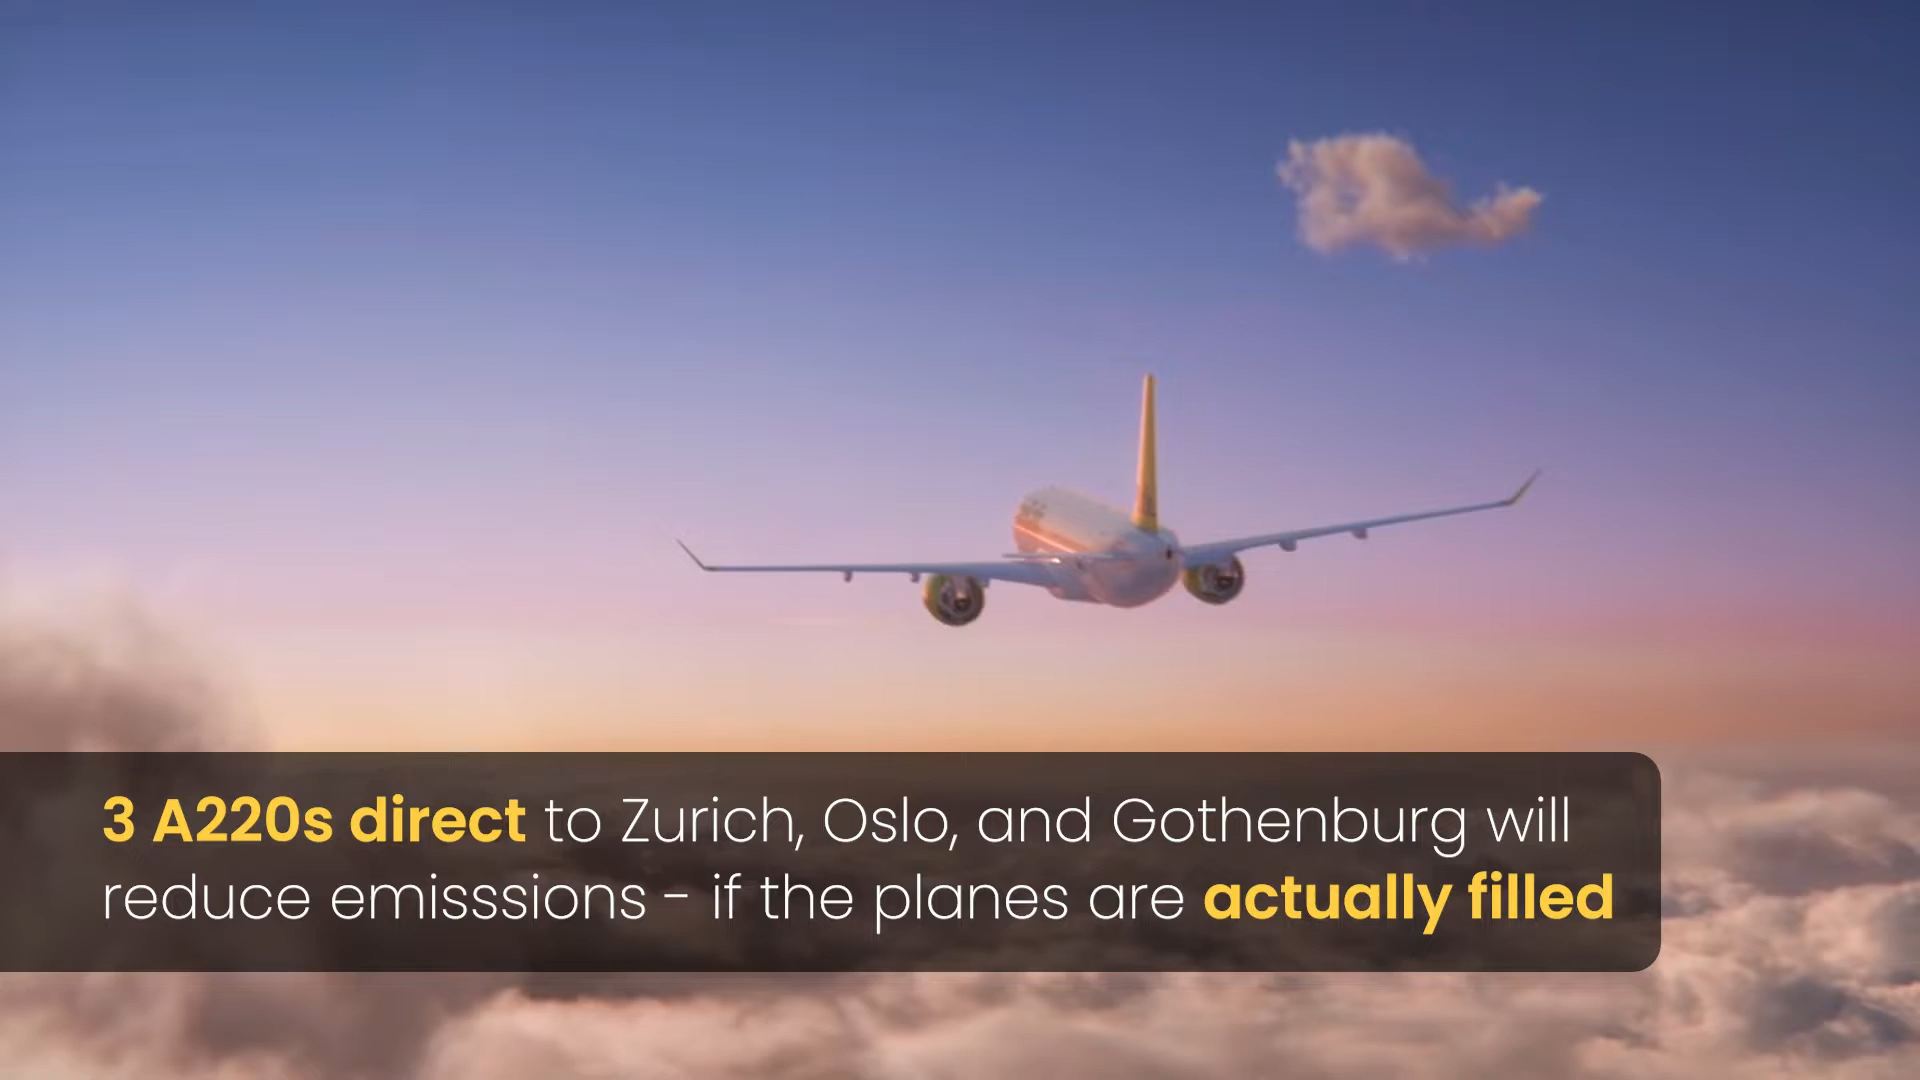 3 A220s direct to Zurich, Oslo, and Gothenburg will
reduce emisssions - if the planes are actually filled